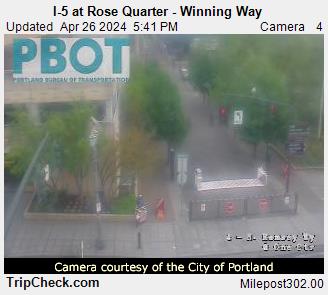 I-5 at Rose Quarter - Winning Way
Updated Apr 26 2024 5:41 PM Camera 4
PBOT
PORTLAND BUREAU OF TRANSPORTATION
Camera courtesy of the City of Portland
TripCheck.com Milepost302.00